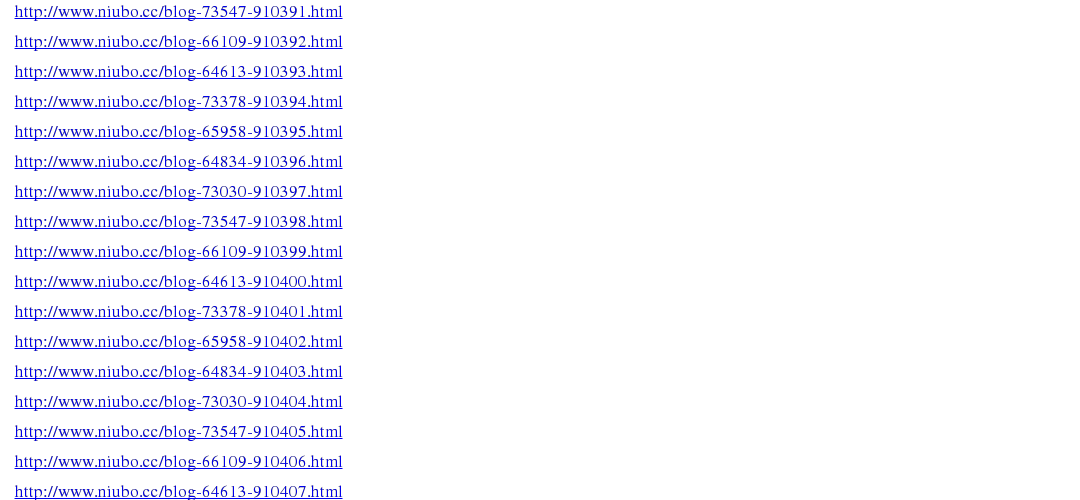 http://www.niubo.cc/blog-73547-910391.html
http://www.niubo.cc/blog-66109-910392.html
http://www.niubo.cc/blog-64613-910393.html
http://www.niubo.cc/blog-73378-910394.html
http://www.niubo.cc/blog-65958-910395.html
http://www.niubo.cc/blog-64834-910396.html
http://www.niubo.cc/blog-73030-910397.html
http://www.niubo.cc/blog-73547-910398.html
http://www.niubo.cc/blog-66109-910399.html
http://www.niubo.cc/blog-64613-910400.html
http://www.niubo.cc/blog-73378-910401.html
http://www.niubo.cc/blog-65958-910402.html
http://www.niubo.cc/blog-64834-910403.html
http://www.niubo.cc/blog-73030-910404.html
http://www.niubo.cc/blog-73547-910405.html
http://www.niubo.cc/blog-66109-910406.html
http://www.niubo.cc/blog-64613-910407.html